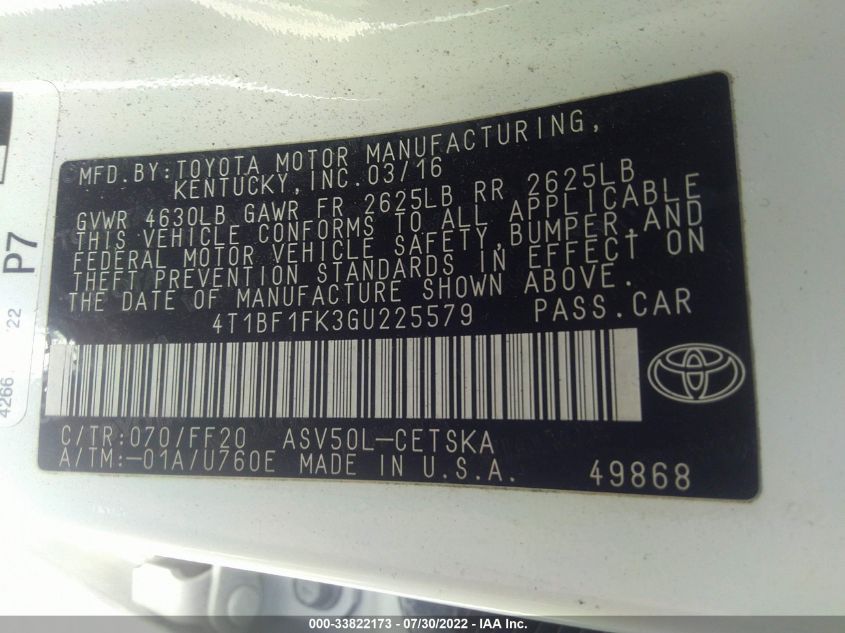 MFD.BY:TOYOTA MOTOR MANUFACTURING,
KENTUCKY,INC.03/16
GVWR 4630LB GAWR FR 2625LB RR 2625LB
THIS VEHICLE CONFORMS TO ALL APPLICABLE
FEDERAL MOTOR VEHICLE SAFETY,BUMPER,AND
THEFT PREVENTION STANDARDS IN EFFECT ON
THE DATE OF MANUFACTURE SHOWN ABOVE.
4T1BF1FK3GU225579 PASS.CAR
C/TR:070/FF20 ASV50L-CETSKA
A/TM:-01A/U760E MADE IN U.S.A. 49868
P7
'22
4266
000-33822173 - 07/30/2022 - IAA Inc.